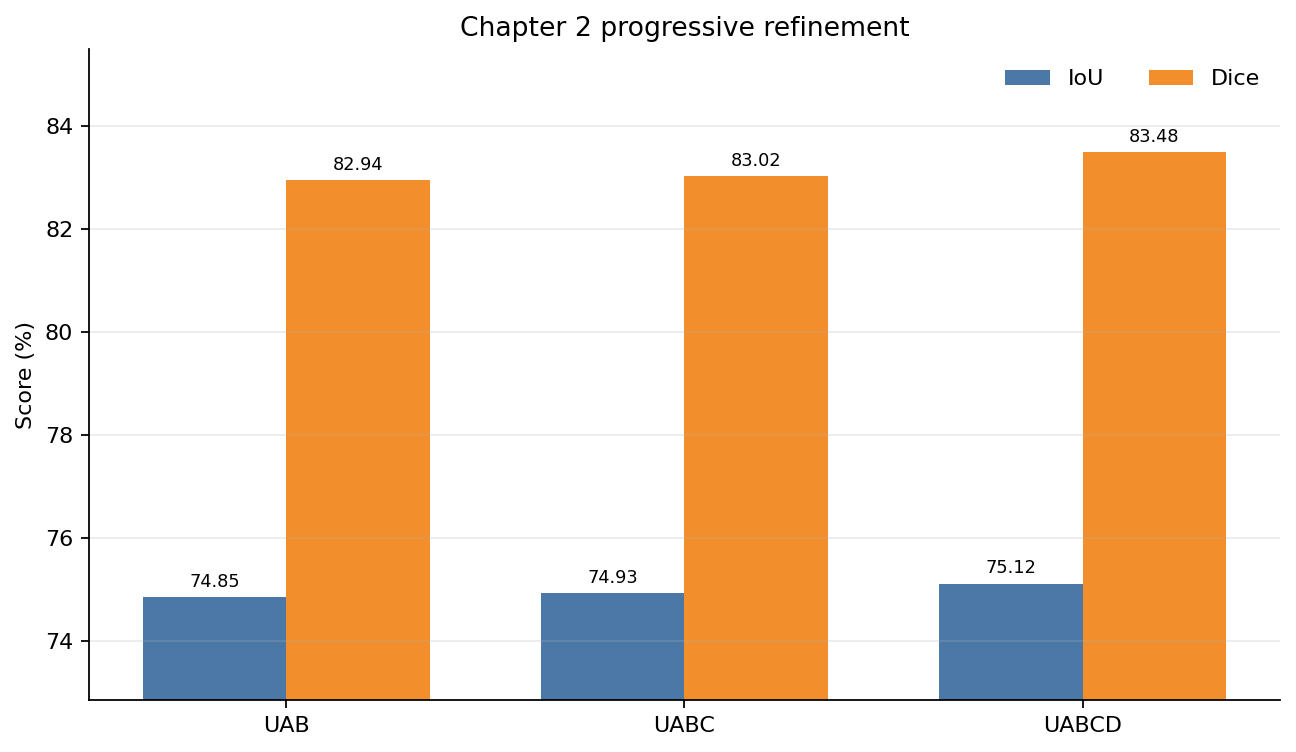 Chapter 2 progressive refinement
IoU Dice
Score (%)
84
82
80
78
76
74
74.85 82.94 74.93 83.02 75.12 83.48
UAB UABC UABCD